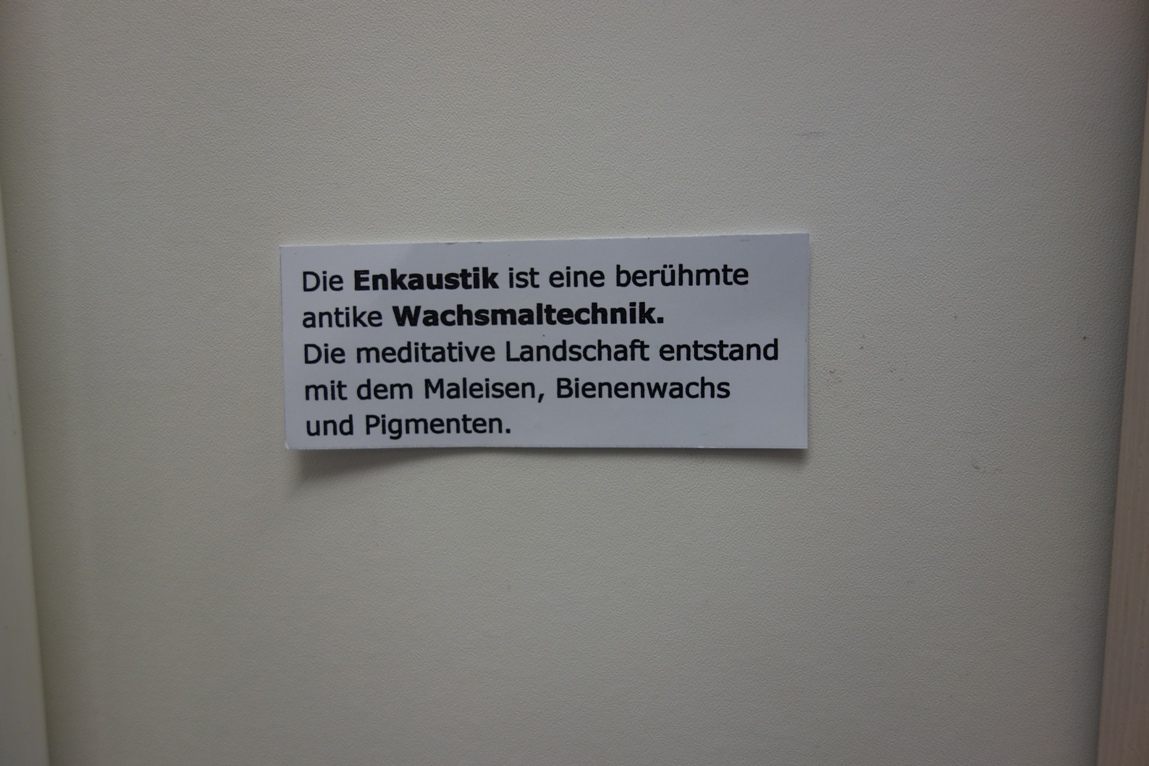 Die Enkaustik ist eine berühmte
antike Wachsmaltechnik.
Die meditative Landschaft entstand
mit dem Maleisen, Bienenwachs
und Pigmenten.